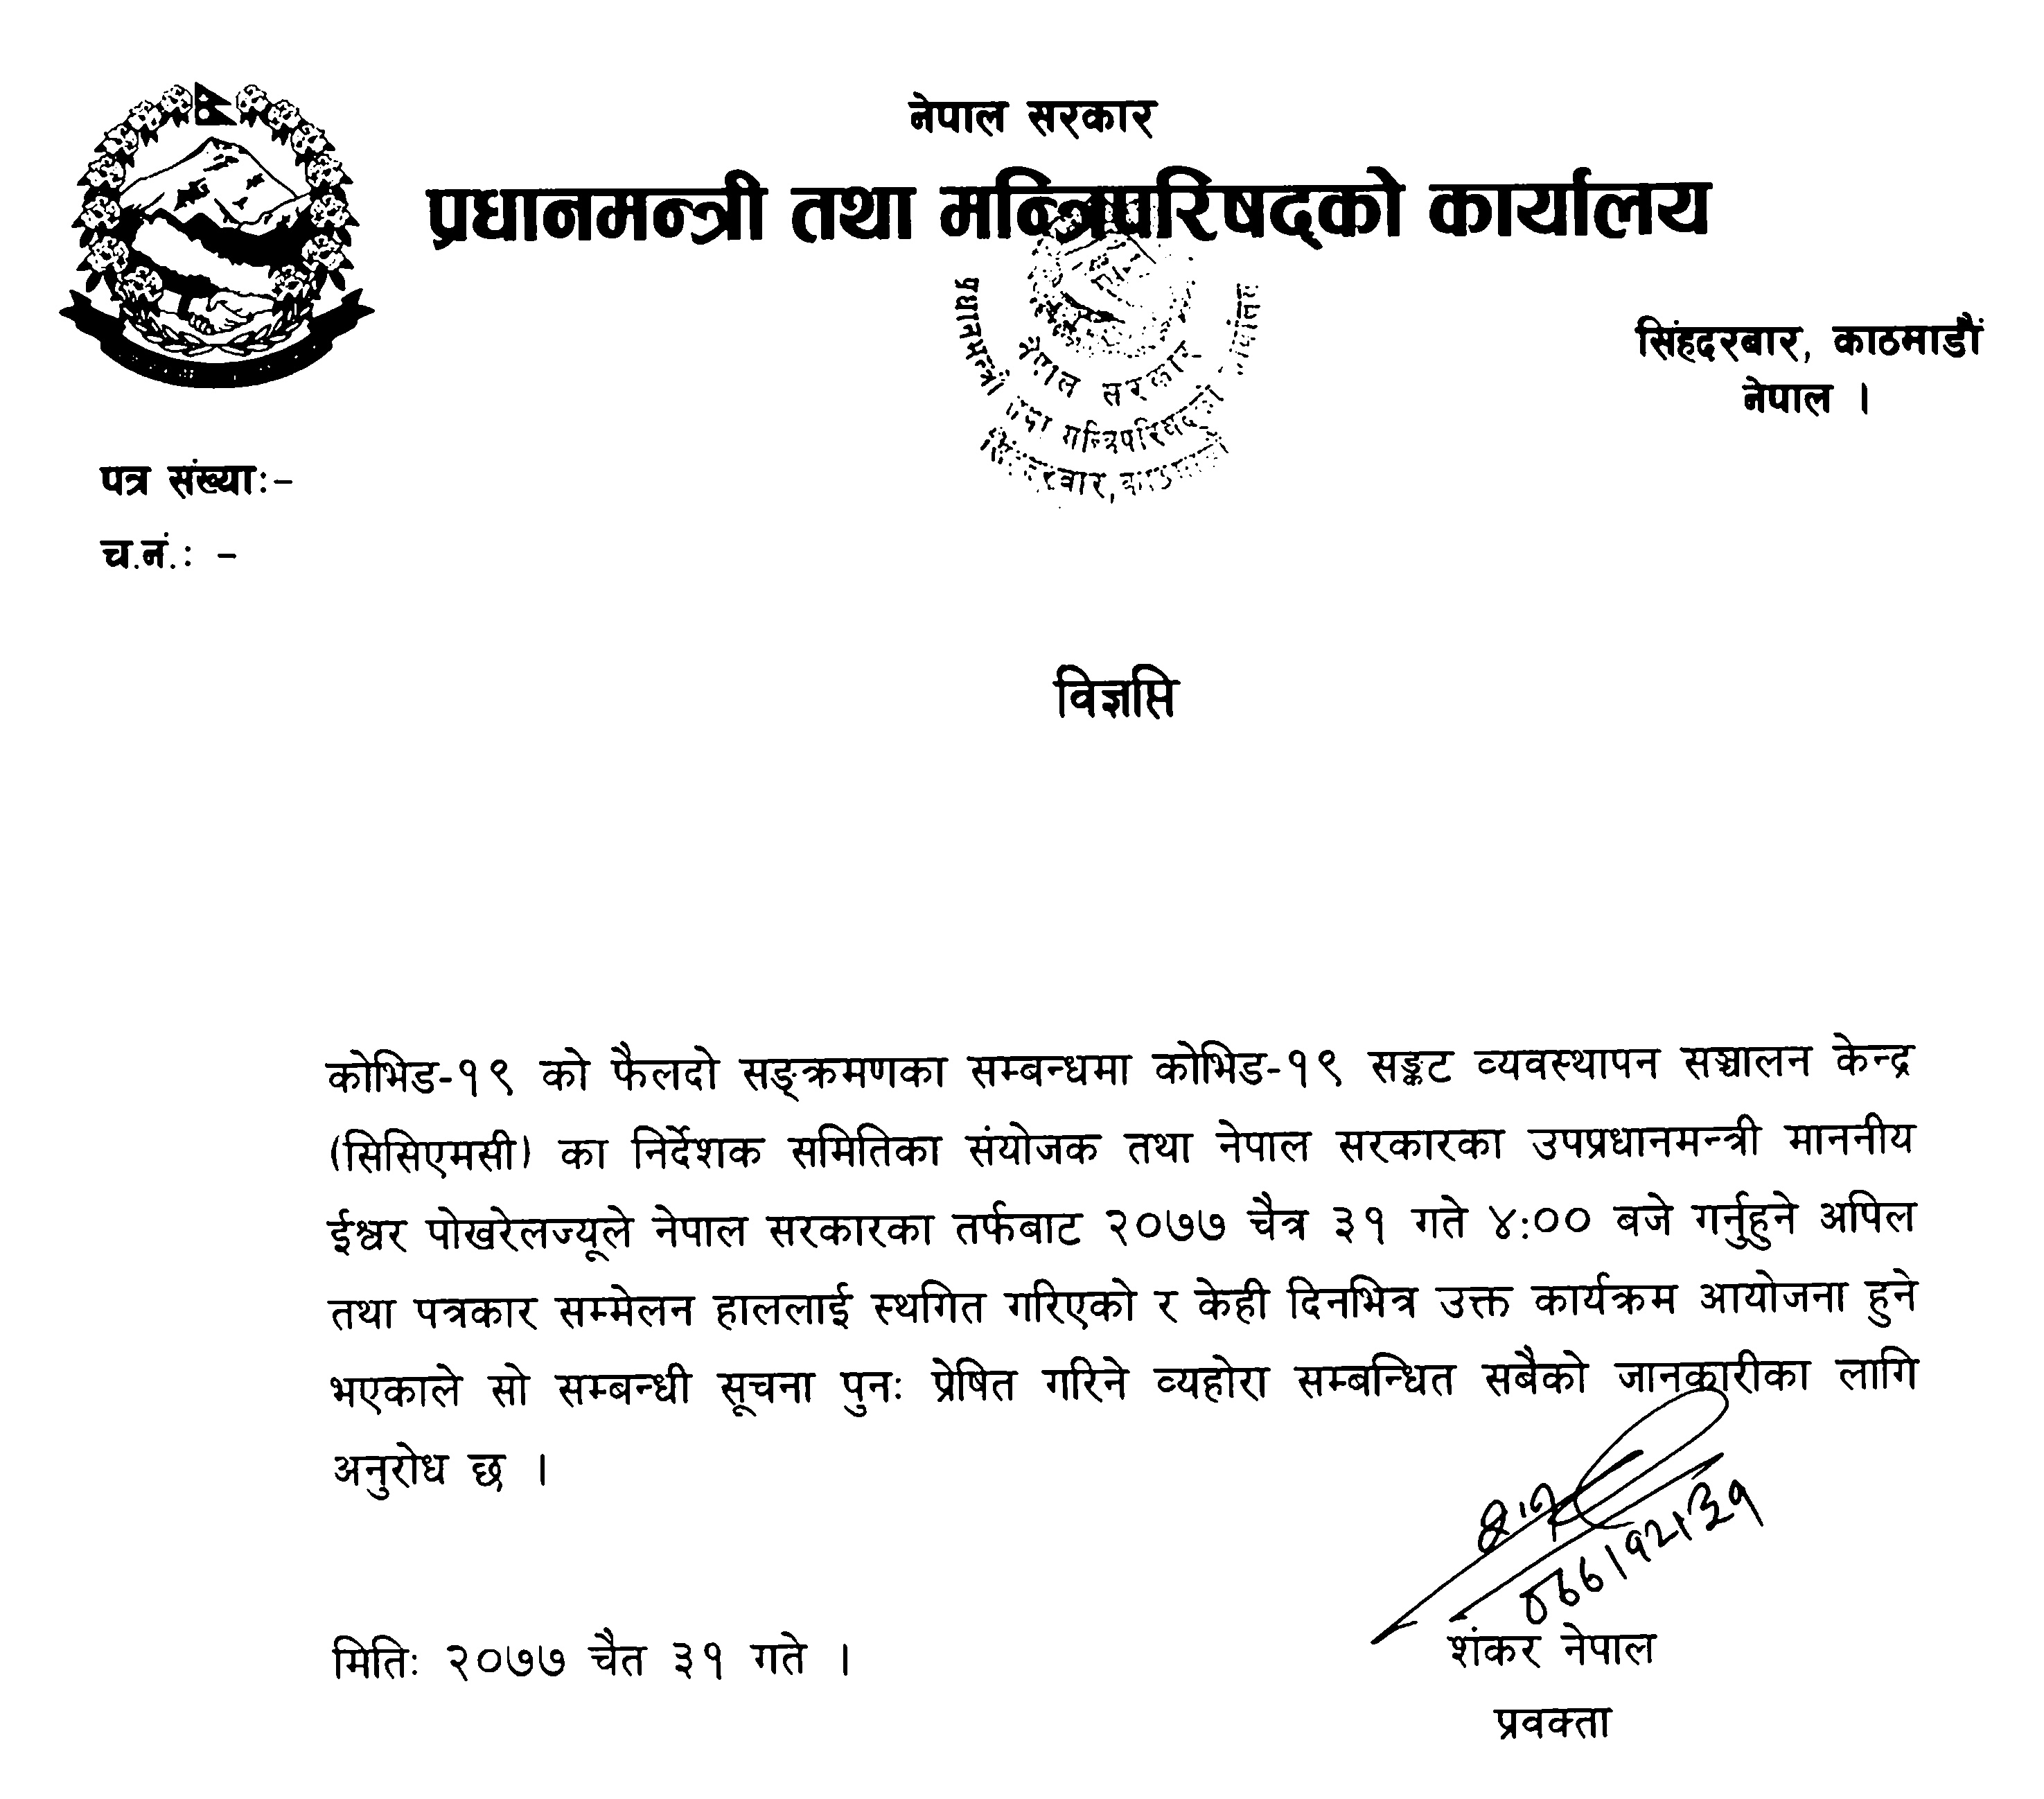 नेपाल सरकार
प्रधानमन्त्री तथा मन्त्रिपरिषद्को कार्यालय
नेपाल सरकार
प्रधानमन्त्री तथा मन्त्रिपरिषद्को कार्यालय
सिंहदरबार, काठमाडौं
सिंहदरबार, काठमाडौं
नेपाल ।
पत्र संख्याः-
च.नं.: -
विज्ञप्ति
कोभिड-१९ को फैलदो सङ्क्रमणका सम्बन्धमा कोभिड-१९ सङ्कट व्यवस्थापन सञ्चालन केन्द्र
(सिसिएमसी) का निर्देशक समितिका संयोजक तथा नेपाल सरकारका उपप्रधानमन्त्री माननीय
ईश्वर पोखरेलज्यूले नेपाल सरकारका तर्फबाट २०७७ चैत्र ३१ गते ४:०० बजे गर्नुहुने अपिल
तथा पत्रकार सम्मेलन हाललाई स्थगित गरिएको र केही दिनभित्र उक्त कार्यक्रम आयोजना हुने
भएकाले सो सम्बन्धी सूचना पुनः प्रेषित गरिने व्यहोरा सम्बन्धित सबैको जानकारीका लागि
अनुरोध छ ।
०७७।१२।३१
मितिः २०७७ चैत ३१ गते ।
शंकर नेपाल
प्रवक्ता